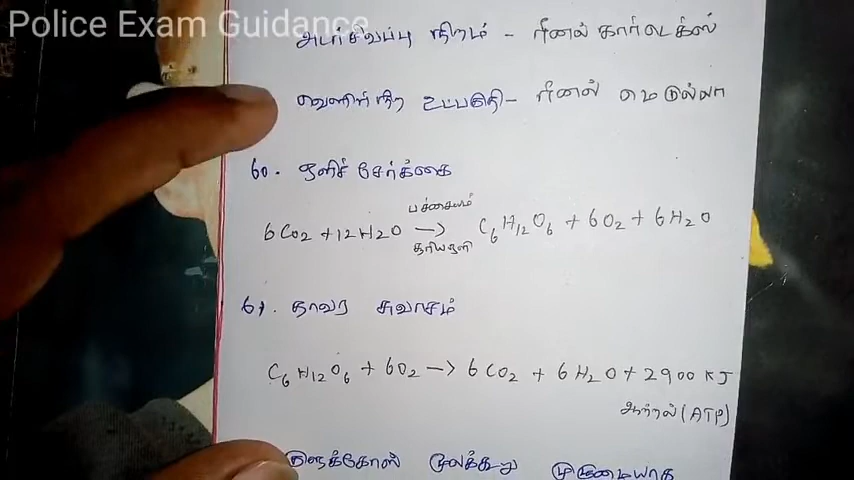 Police Exam Guidance
அடர்சிவப்பு நிறம் - ரீனல் கார்டெக்ஸ்
வெளிர்நிற உட்பகுதி - ரீனல் மெடுல்லா
60. ஒளிச் சேர்க்கை
பச்சையம்
6CO2 + 12H2O → C6H12O6 + 6O2 + 6H2O
சூரியஒளி
61. தாவர சுவாசம்
C6H12O6 + 6O2 → 6CO2 + 6H2O + 2900 KJ
ஆற்றல் (ATP)
குளுக்கோஸ் மூலக்கூறு முழுமையாக